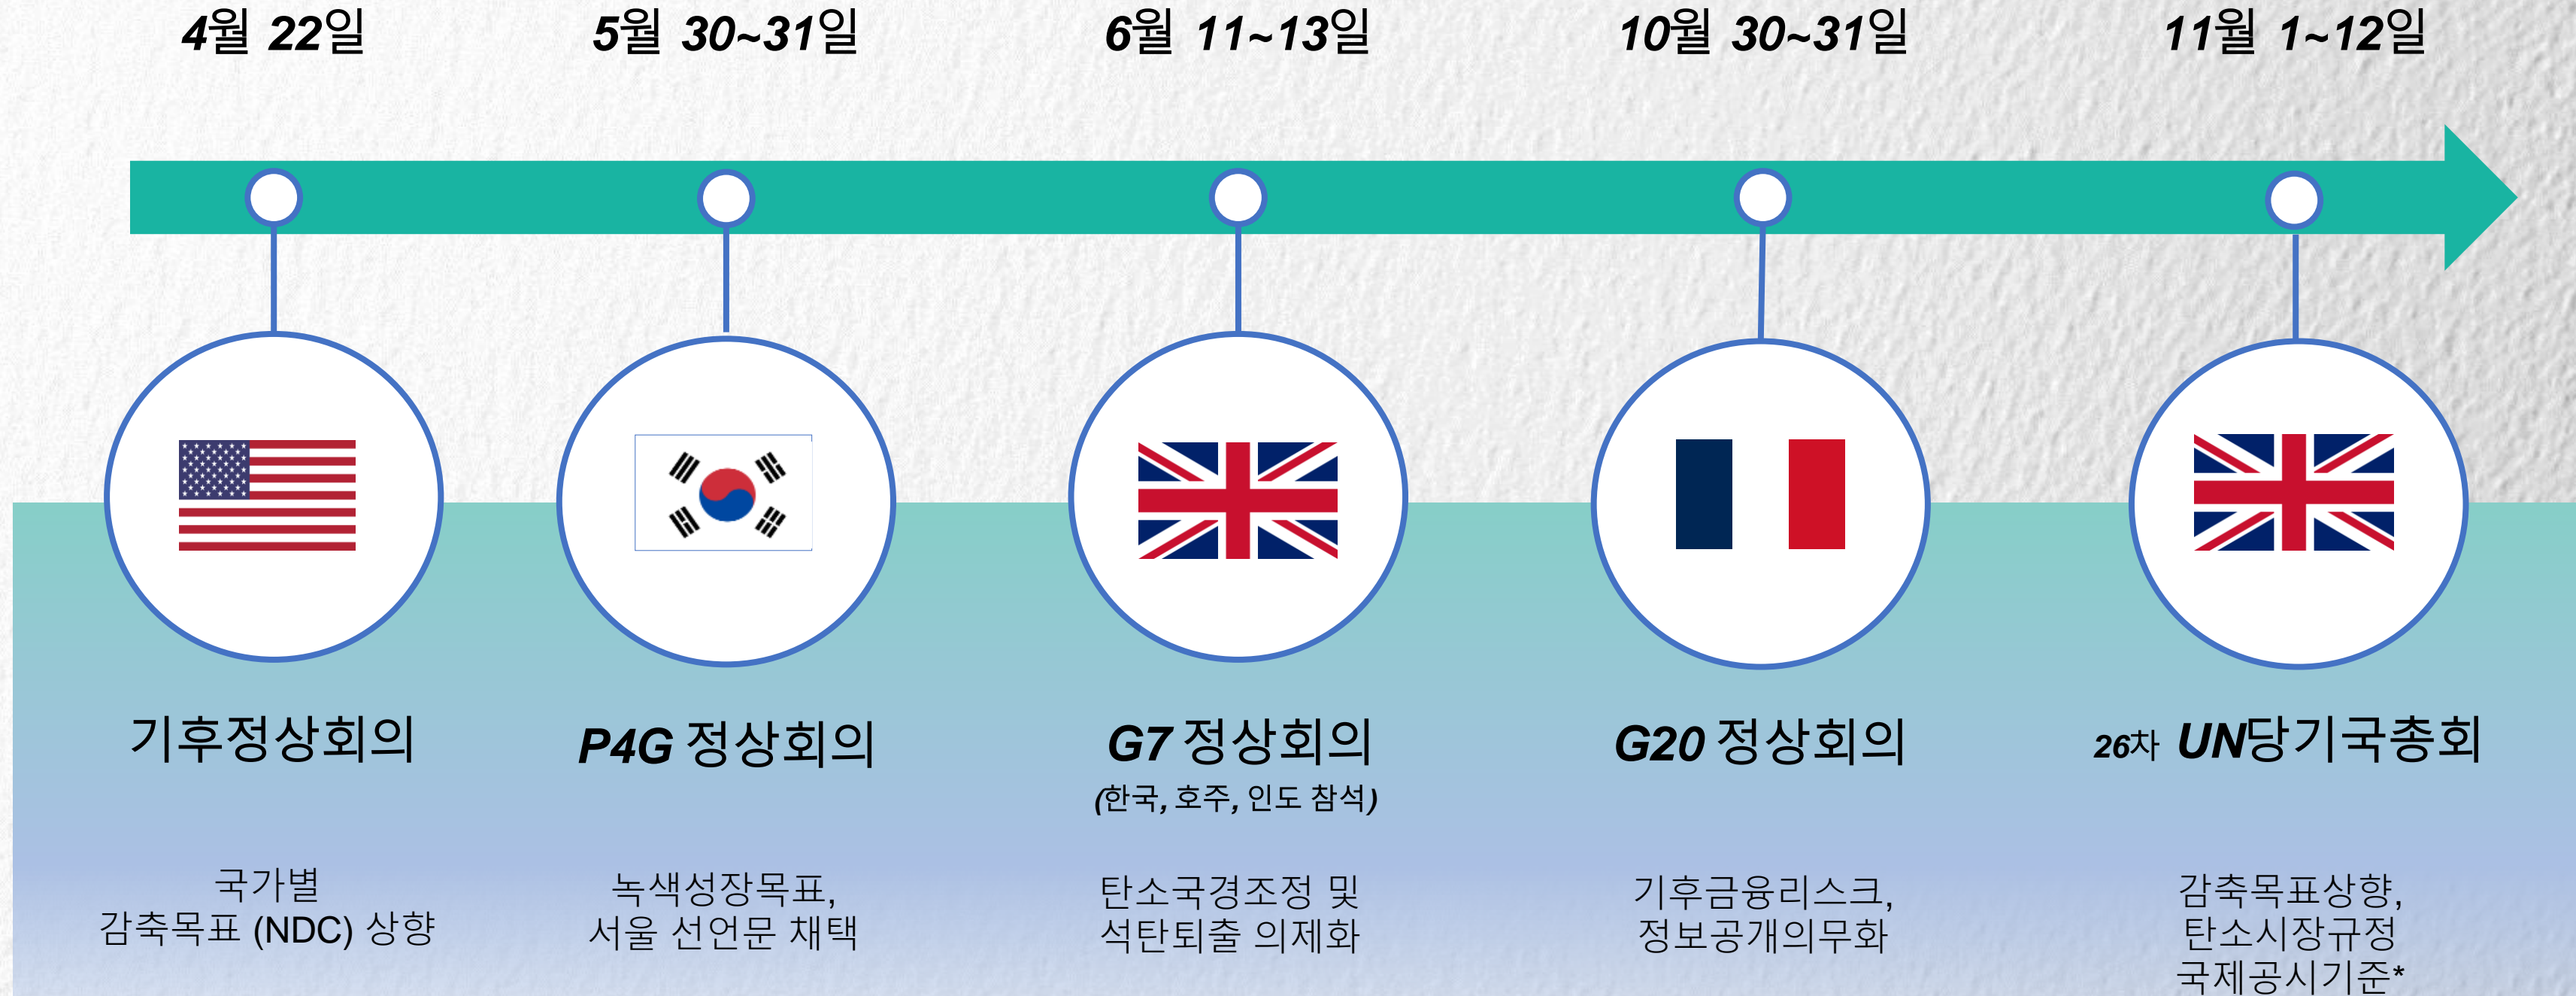 4월 22일
5월 30~31일
6월 11~13일
10월 30~31일
11월 1~12일
기후정상회의
P4G 정상회의
G7 정상회의
(한국, 호주, 인도 참석)
G20 정상회의
26차 UN당기국총회
국가별
감축목표 (NDC) 상향
녹색성장목표,
서울 선언문 채택
탄소국경조정 및
석탄퇴출 의제화
기후금융리스크,
정보공개의무화
감축목표상향,
탄소시장규정
국제공시기준*